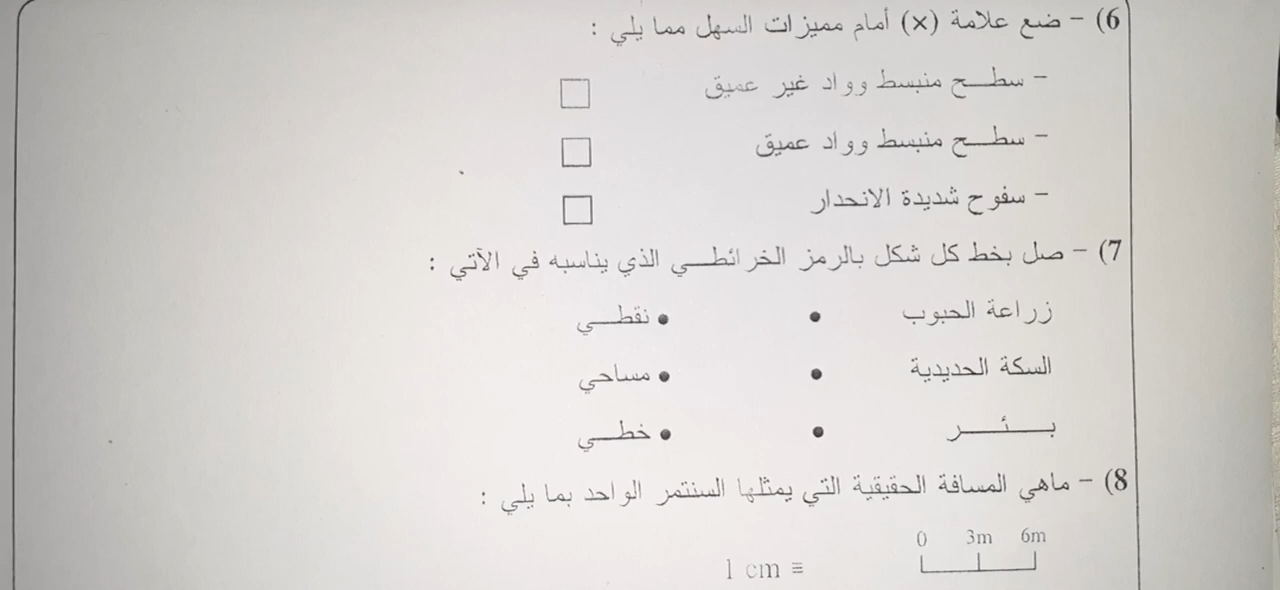 6) - ضع علامة (x) أمام مميزات السهل مما يلي :
- سطح منبسط وواد غير عميق
- سطح منبسط وواد عميق
- سفوح شديدة الانحدار
7) - صل بخط كل شكل بالرمز الخرائطي الذي يناسبه في الآتي :
زراعة الحبوب • • نقطي
السكة الحديدية • • مساحي
بئر • • خطي
8) - ماهي المسافة الحقيقية التي يمثلها السنتمر الواحد بما يلي :
0 3m 6m
1 cm ≡